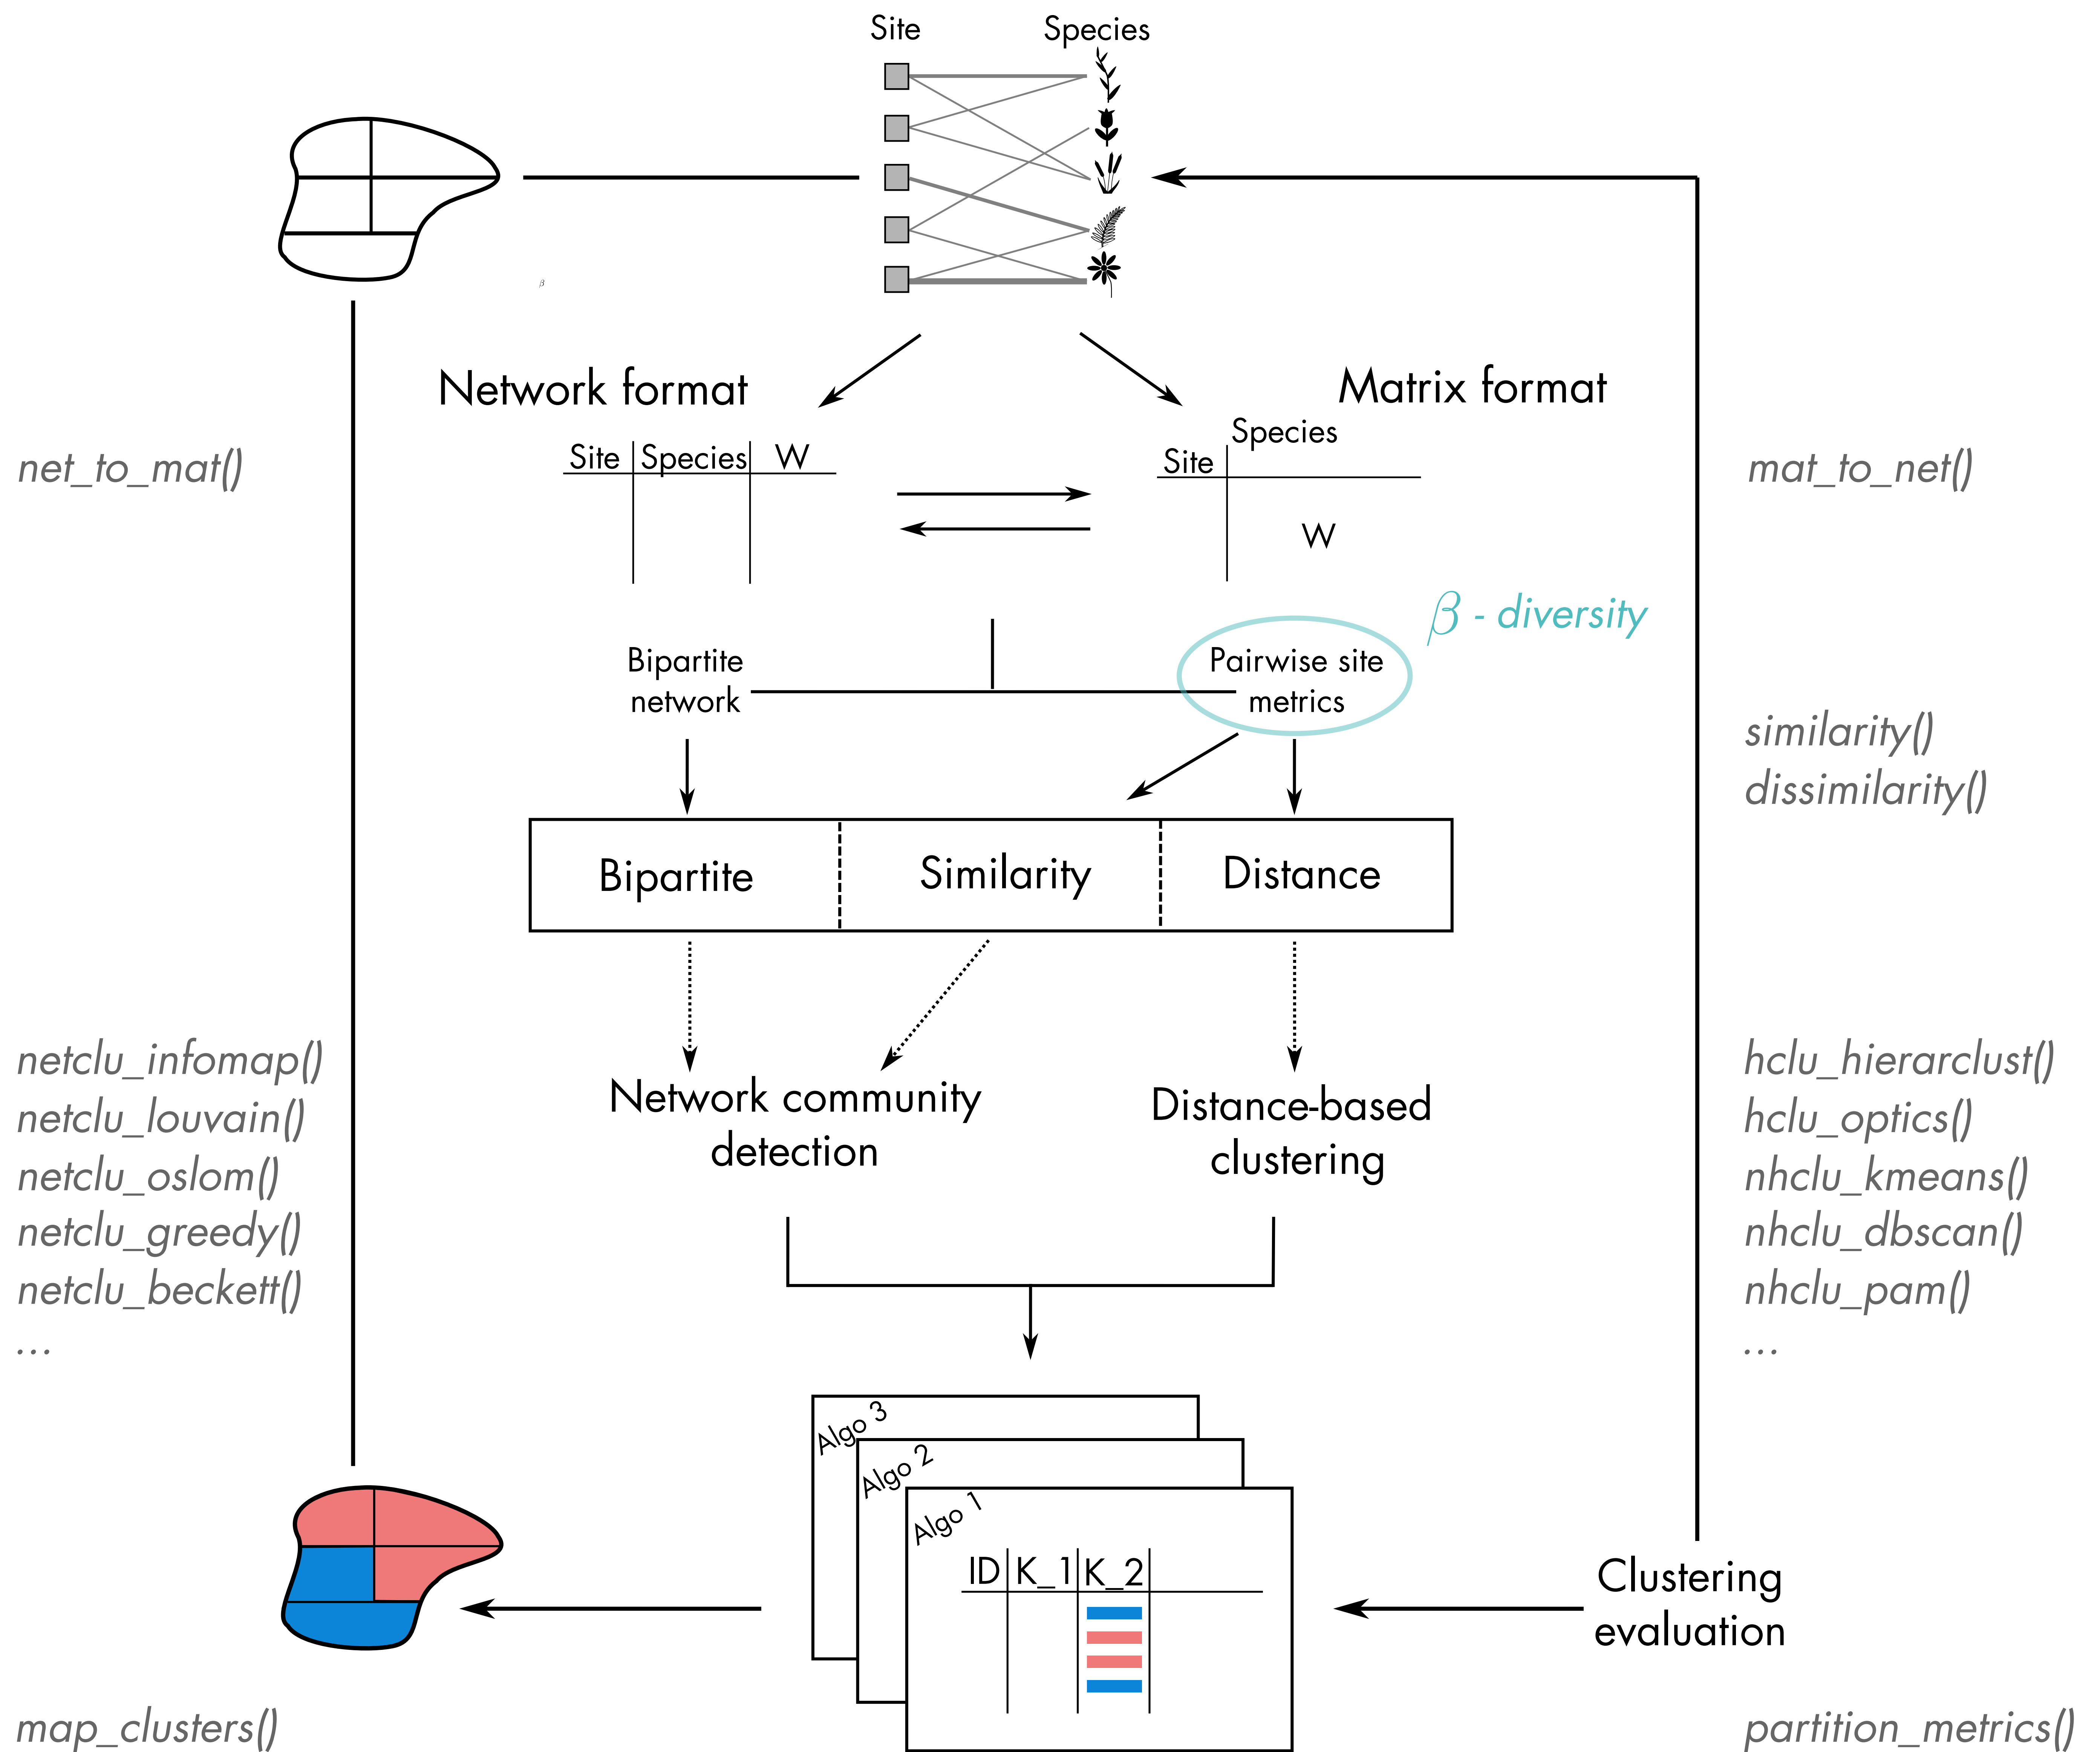 Site
Species
β
Network format
Matrix format
Site Species W
Species
Site
W
net_to_mat()
mat_to_net()
β - diversity
Bipartite
network
Pairwise site
metrics
similarity()
dissimilarity()
Bipartite
Similarity
Distance
netclu_infomap()
netclu_louvain()
netclu_oslom()
netclu_greedy()
netclu_beckett()
...
Network community
detection
Distance-based
clustering
hclu_hierarclust()
hclu_optics()
nhclu_kmeans()
nhclu_dbscan()
nhclu_pam()
...
Algo 3
Algo 2
Algo 1
ID K_1 K_2
Clustering
evaluation
map_clusters()
partition_metrics()